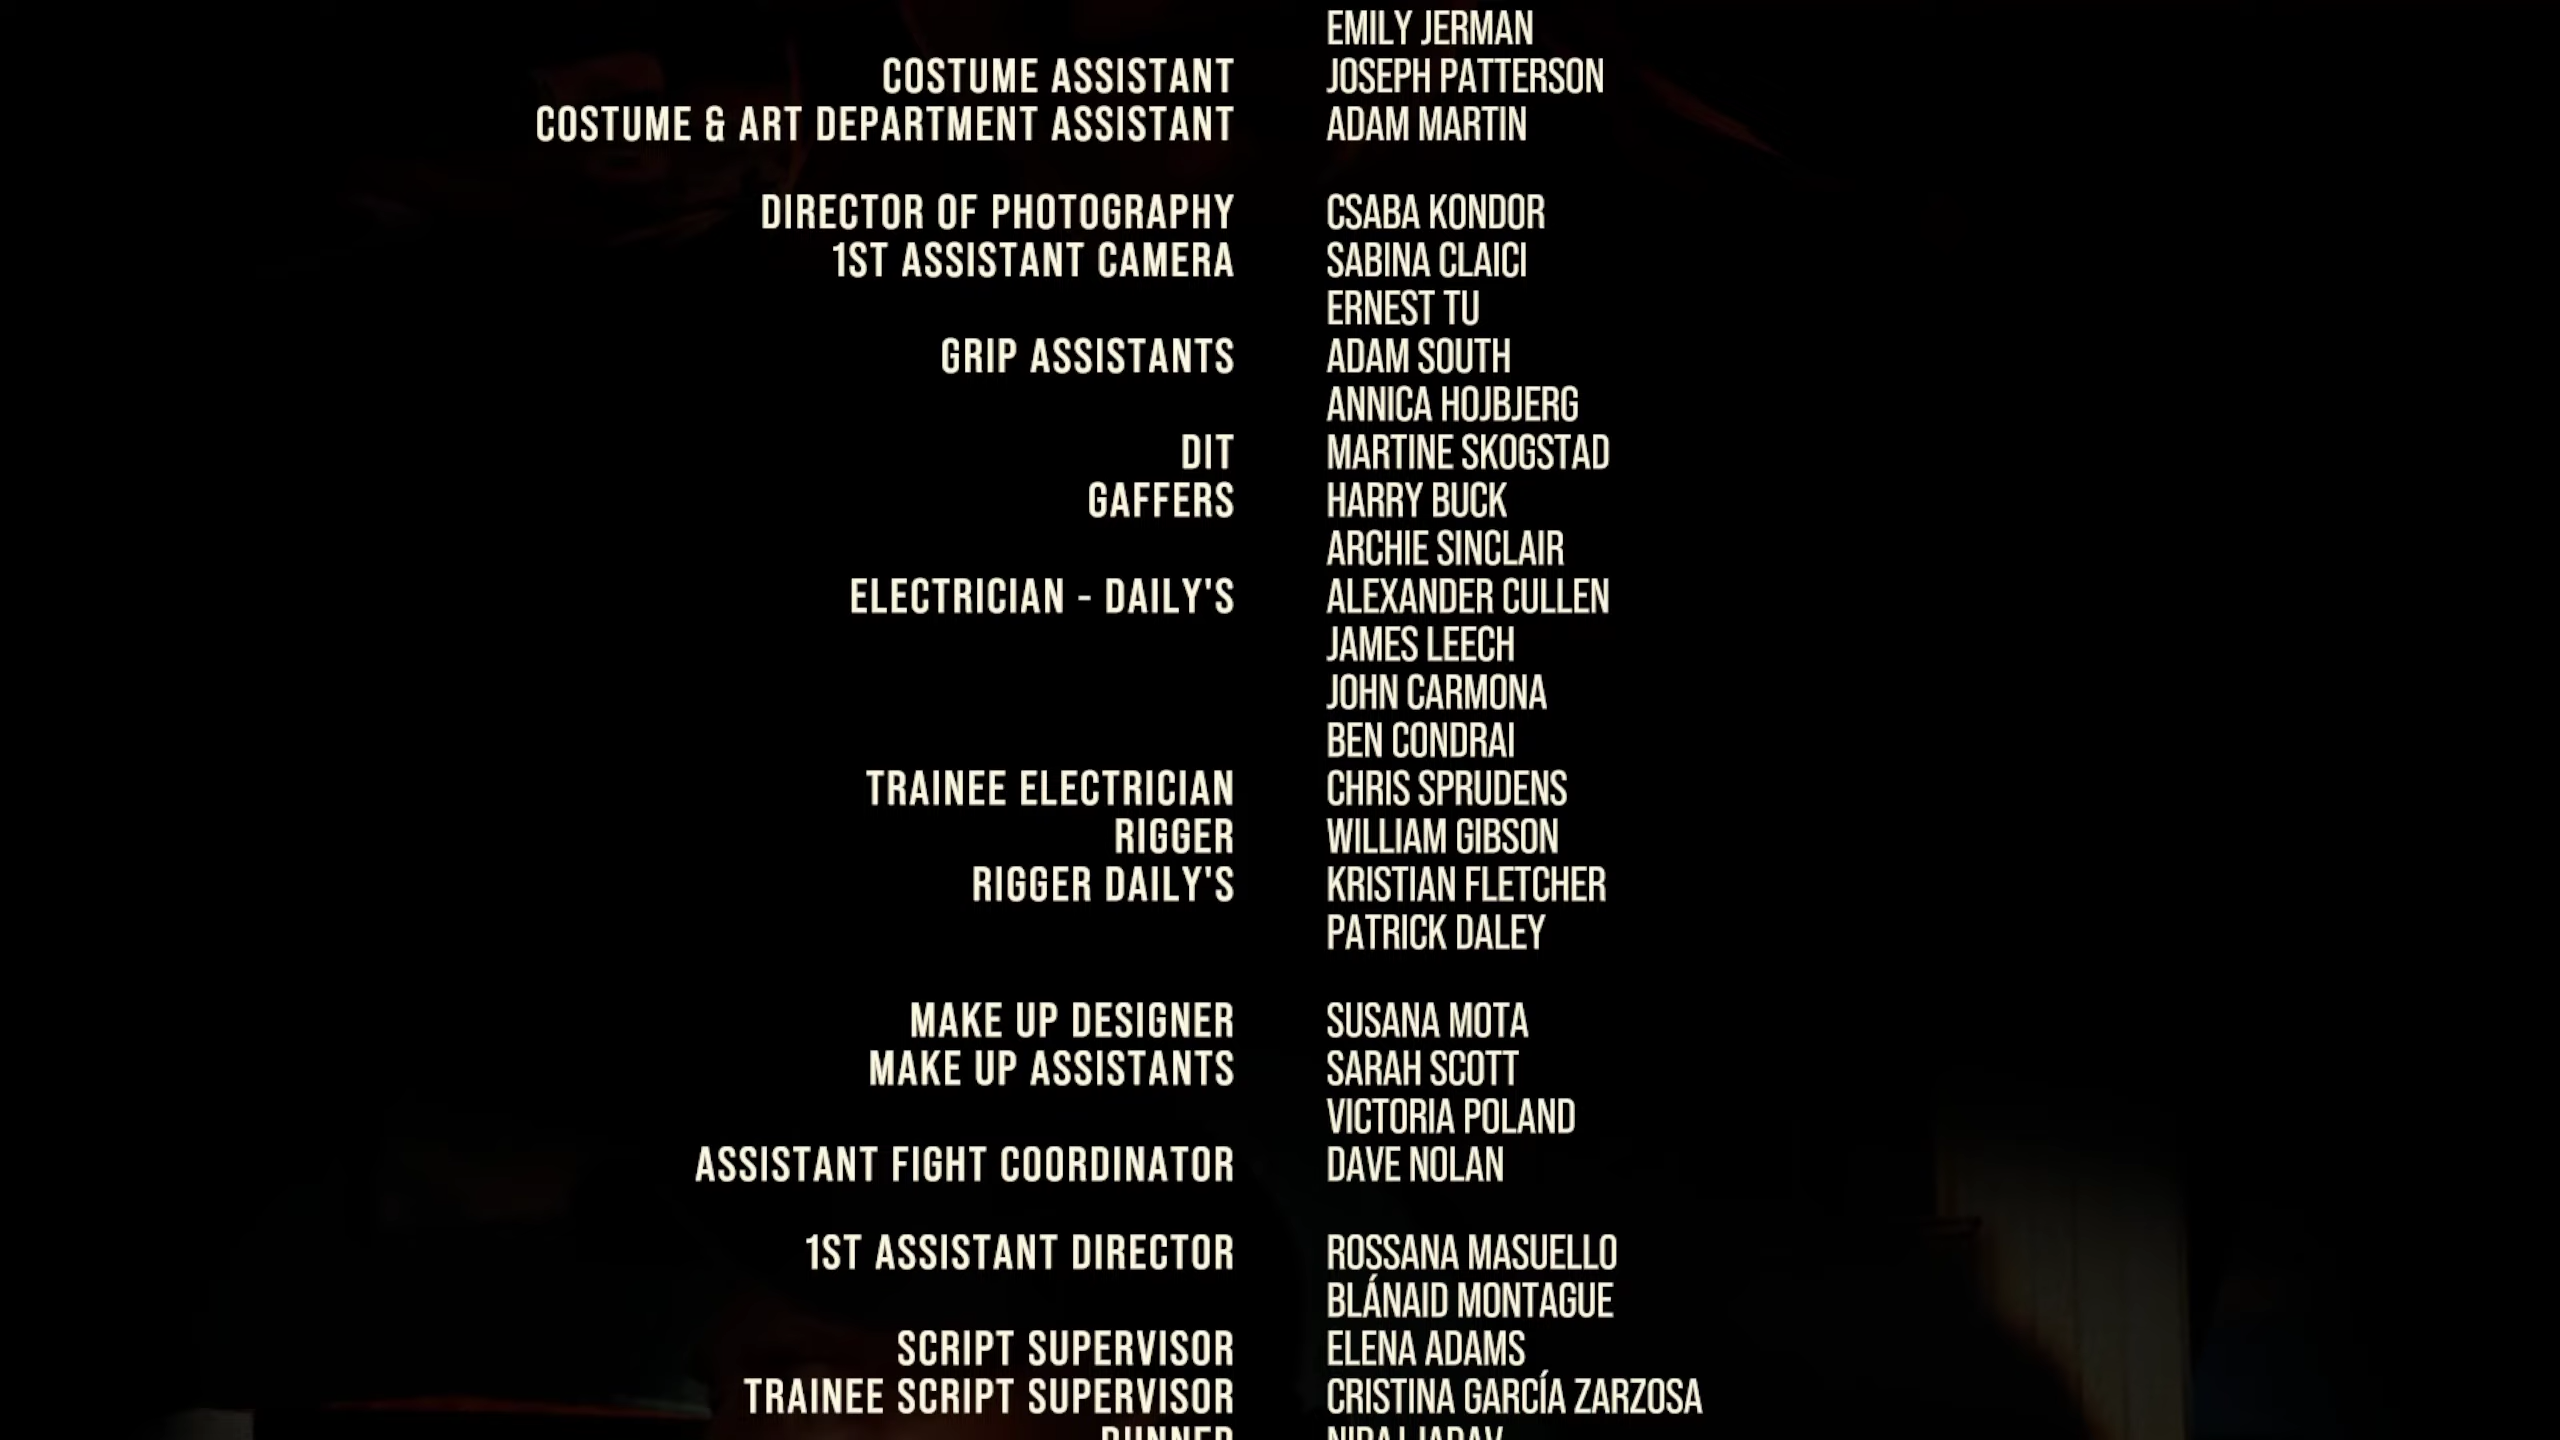 EMILY JERMAN
COSTUME ASSISTANT JOSEPH PATTERSON
COSTUME & ART DEPARTMENT ASSISTANT ADAM MARTIN
DIRECTOR OF PHOTOGRAPHY CSABA KONDOR
1ST ASSISTANT CAMERA SABINA CLAICI
ERNEST TU
GRIP ASSISTANTS ADAM SOUTH
ANNICA HOJBJERG
DIT MARTINE SKOGSTAD
GAFFERS HARRY BUCK
ARCHIE SINCLAIR
ELECTRICIAN - DAILY'S ALEXANDER CULLEN
JAMES LEECH
JOHN CARMONA
BEN CONDRAI
TRAINEE ELECTRICIAN CHRIS SPRUDENS
RIGGER WILLIAM GIBSON
RIGGER DAILY'S KRISTIAN FLETCHER
PATRICK DALEY
MAKE UP DESIGNER SUSANA MOTA
MAKE UP ASSISTANTS SARAH SCOTT
VICTORIA POLAND
ASSISTANT FIGHT COORDINATOR DAVE NOLAN
1ST ASSISTANT DIRECTOR ROSSANA MASUELLO
BLÁNAID MONTAGUE
SCRIPT SUPERVISOR ELENA ADAMS
TRAINEE SCRIPT SUPERVISOR CRISTINA GARCÍA ZARZOSA
RUNNER